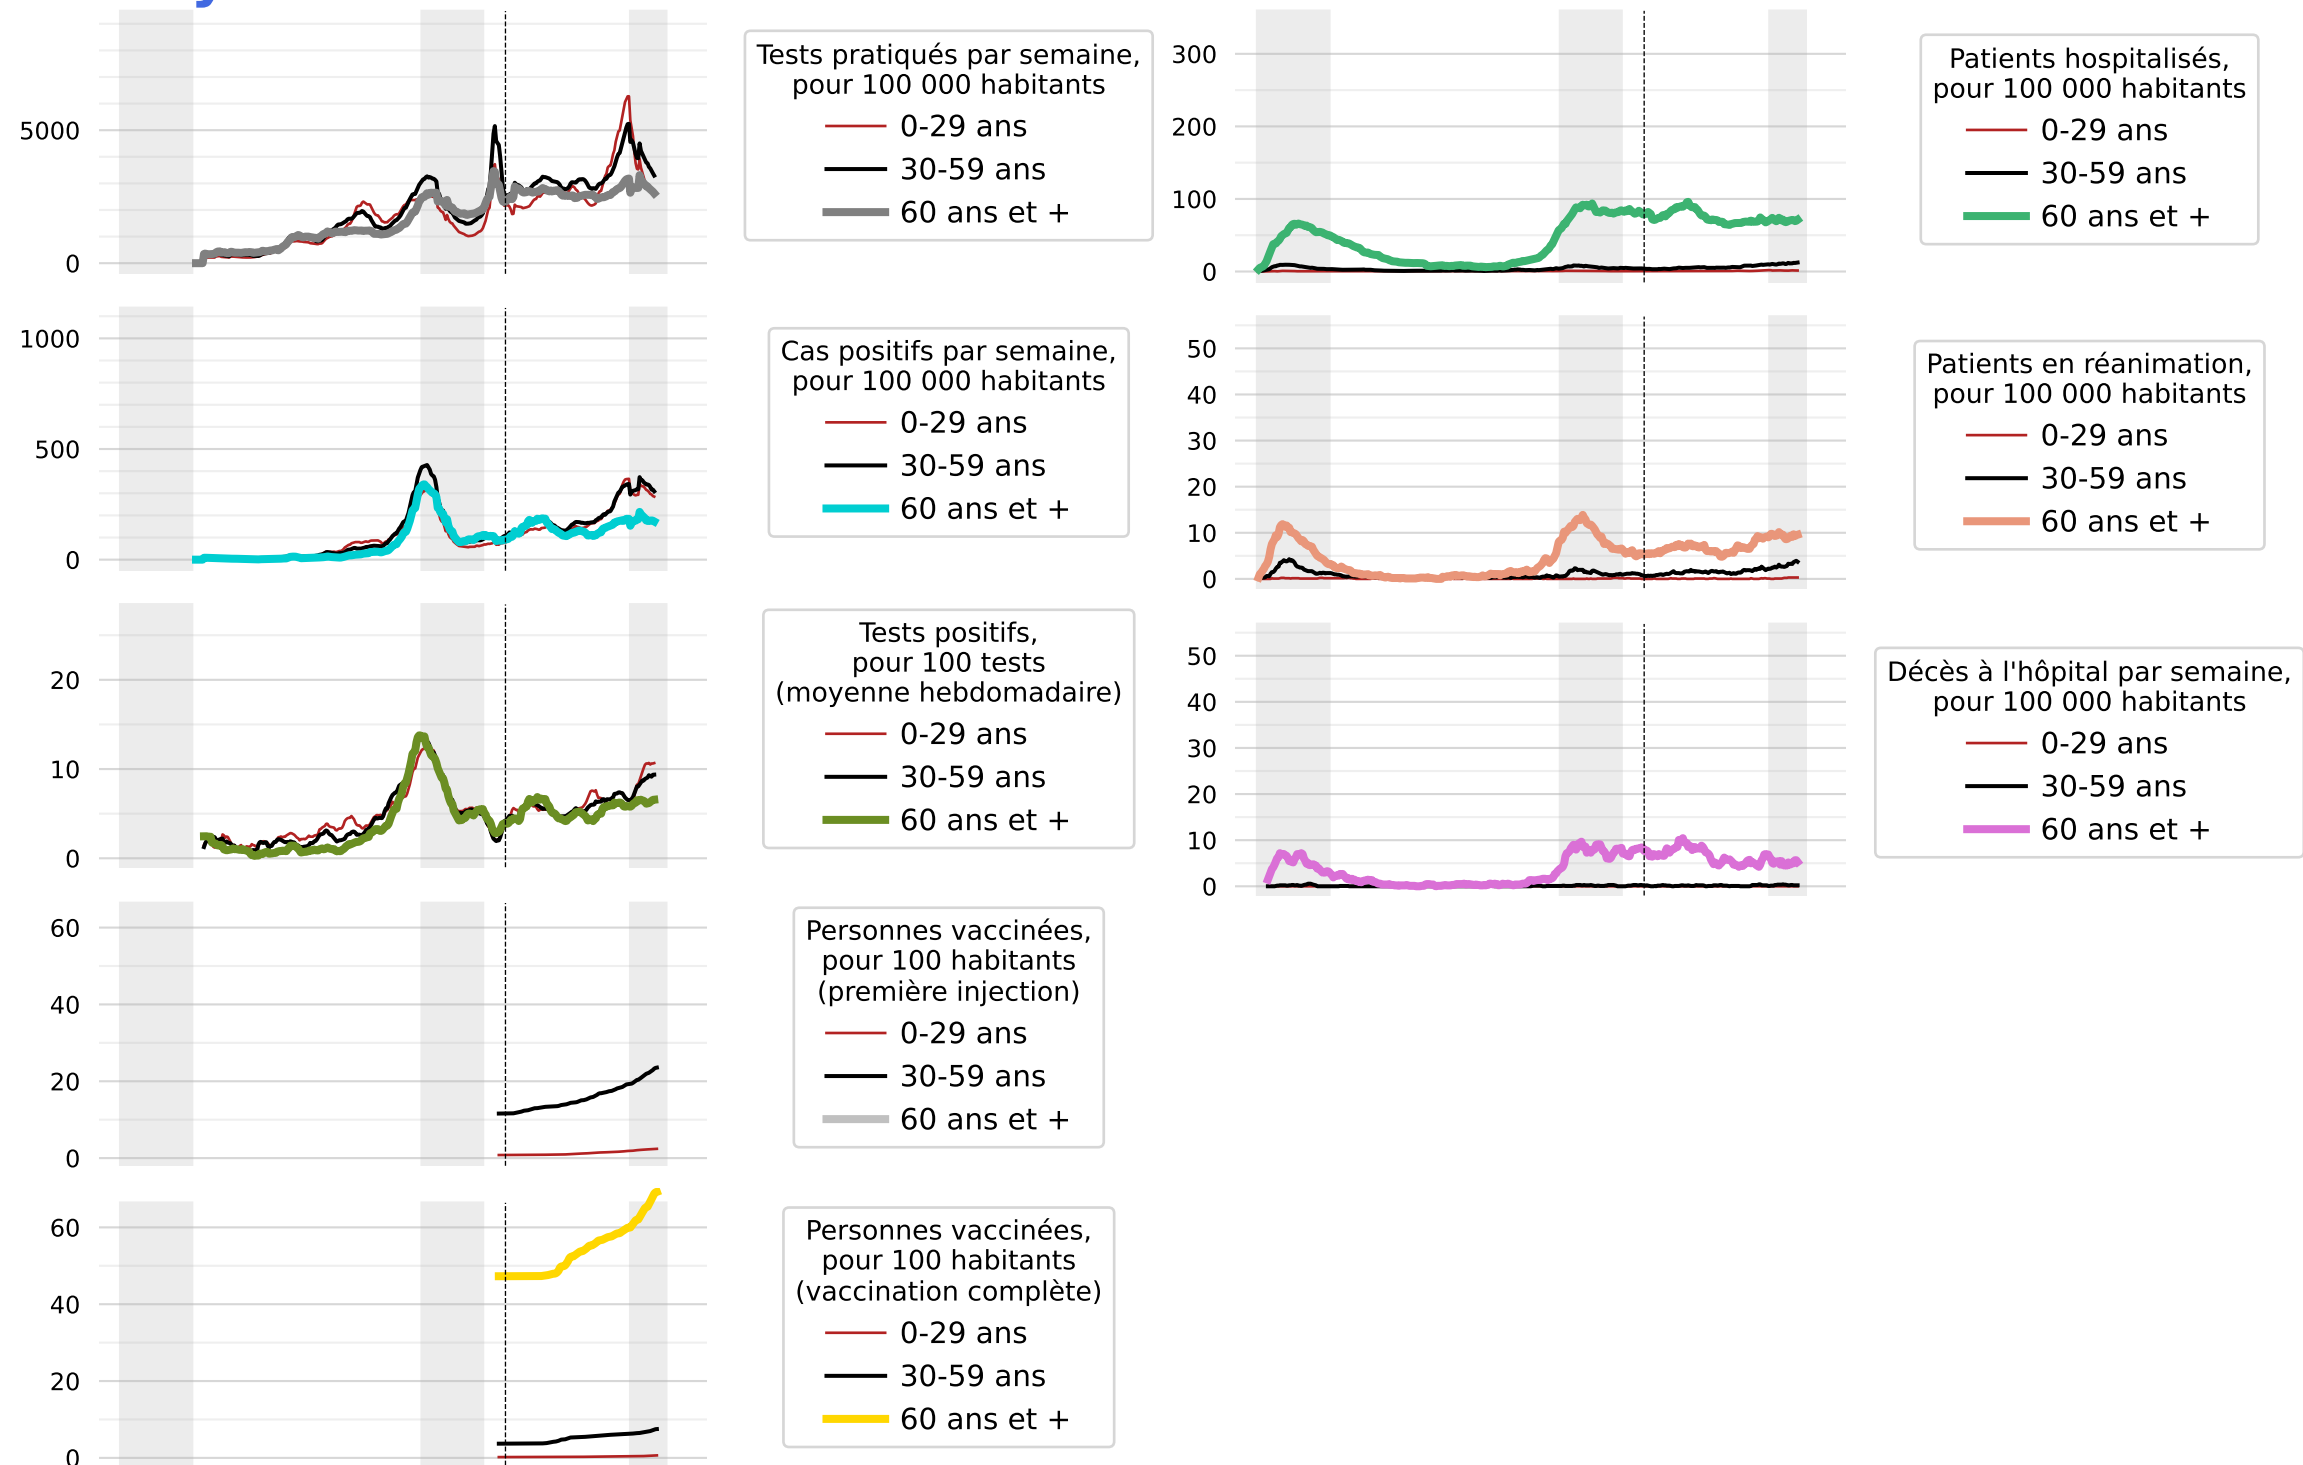 5000
0
Tests pratiqués par semaine,
pour 100 000 habitants
0-29 ans
30-59 ans
60 ans et +
300
200
100
0
Patients hospitalisés,
pour 100 000 habitants
0-29 ans
30-59 ans
60 ans et +
1000
500
0
Cas positifs par semaine,
pour 100 000 habitants
0-29 ans
30-59 ans
60 ans et +
50
40
30
20
10
0
Patients en réanimation,
pour 100 000 habitants
0-29 ans
30-59 ans
60 ans et +
20
10
0
Tests positifs,
pour 100 tests
(moyenne hebdomadaire)
0-29 ans
30-59 ans
60 ans et +
50
40
30
20
10
0
Décès à l'hôpital par semaine,
pour 100 000 habitants
0-29 ans
30-59 ans
60 ans et +
60
40
20
0
Personnes vaccinées,
pour 100 habitants
(première injection)
0-29 ans
30-59 ans
60 ans et +
60
40
20
0
Personnes vaccinées,
pour 100 habitants
(vaccination complète)
0-29 ans
30-59 ans
60 ans et +